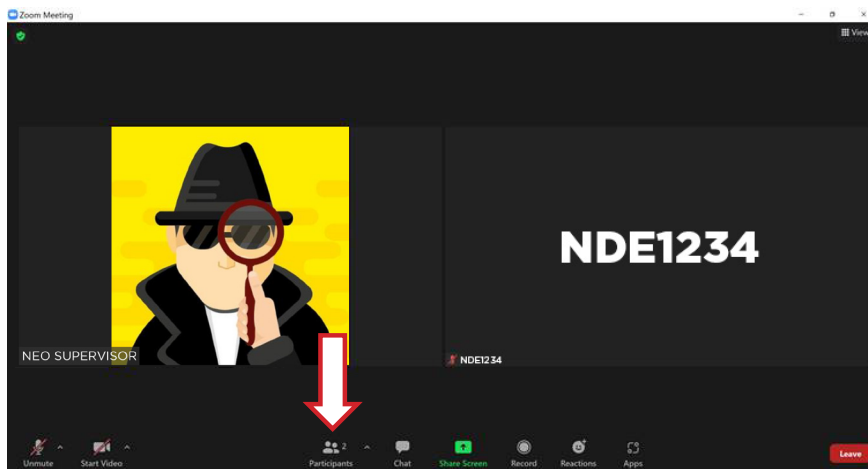 Zoom Meeting
View
NDE1234
NEO SUPERVISOR
NDE1234
2
Unmute
Start Video
Participants
Chat
Share Screen
Record
Reactions
Apps
Leave